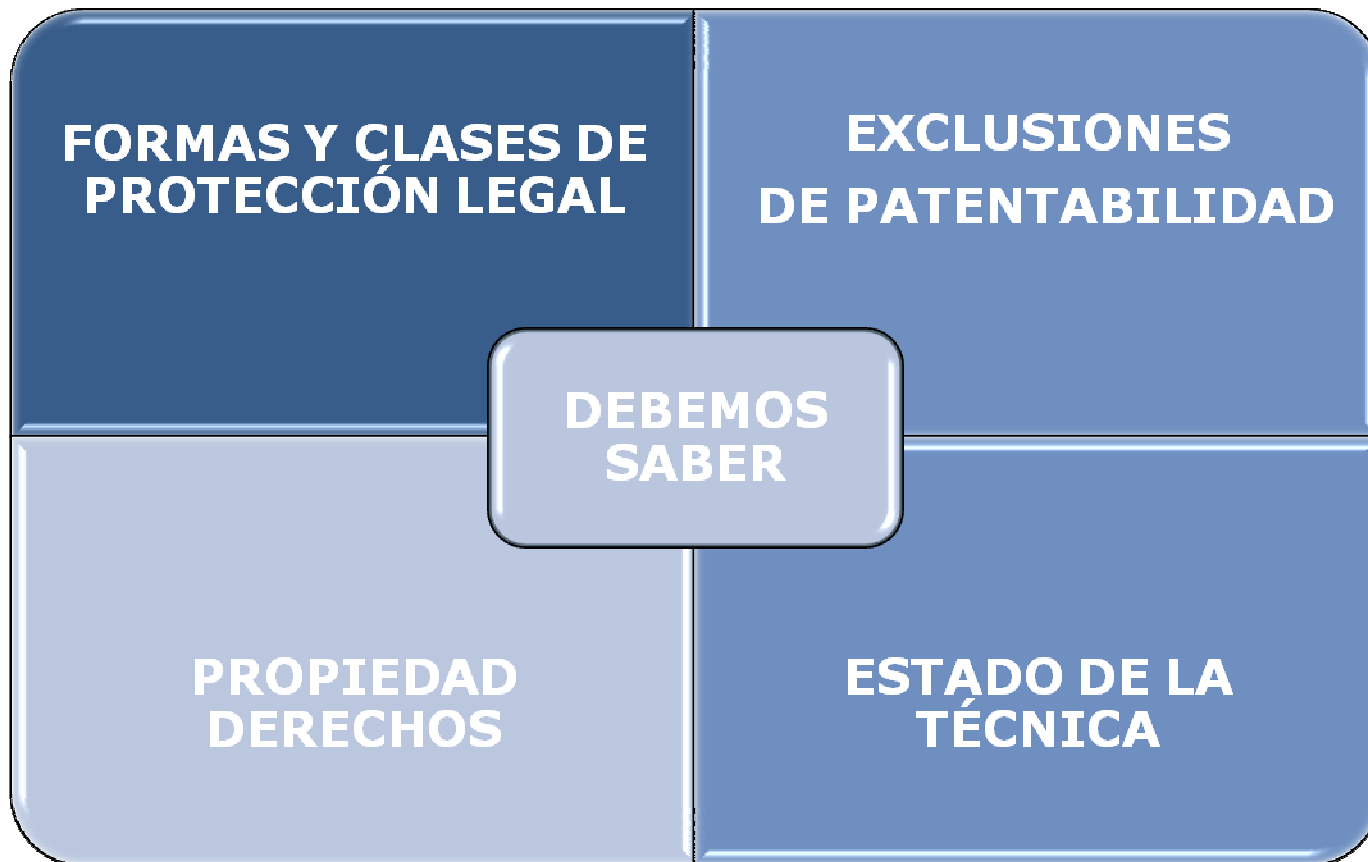 FORMAS Y CLASES DE
PROTECCIÓN LEGAL
EXCLUSIONES
DE PATENTABILIDAD
DEBEMOS
SABER
PROPIEDAD
DERECHOS
ESTADO DE LA
TÉCNICA